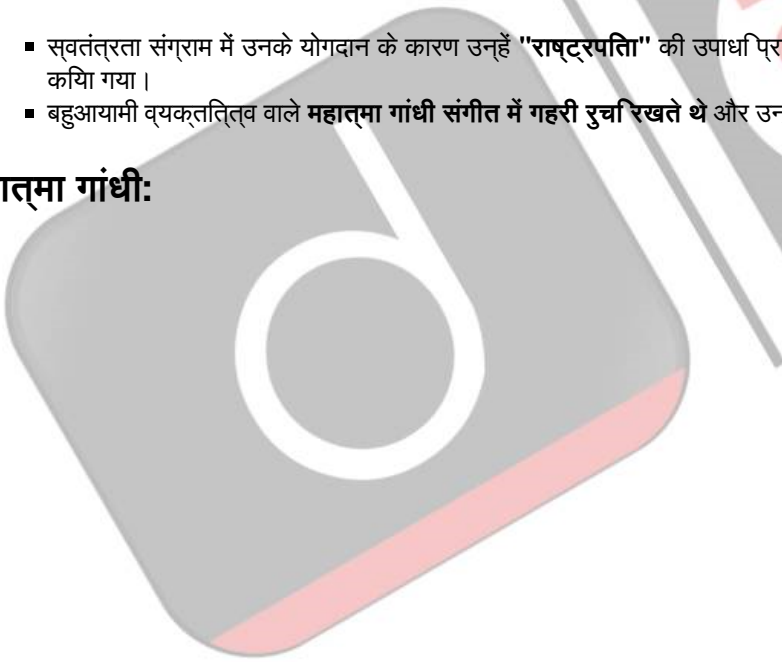 ▪ स्वतंत्रता संग्राम में उनके योगदान के कारण उन्हें "राष्ट्रपिता" की उपाधि प्र
किया गया।
▪ बहुआयामी व्यक्तित्त्व वाले महात्मा गांधी संगीत में गहरी रुचि रखते थे और उन
ात्मा गांधी:
d